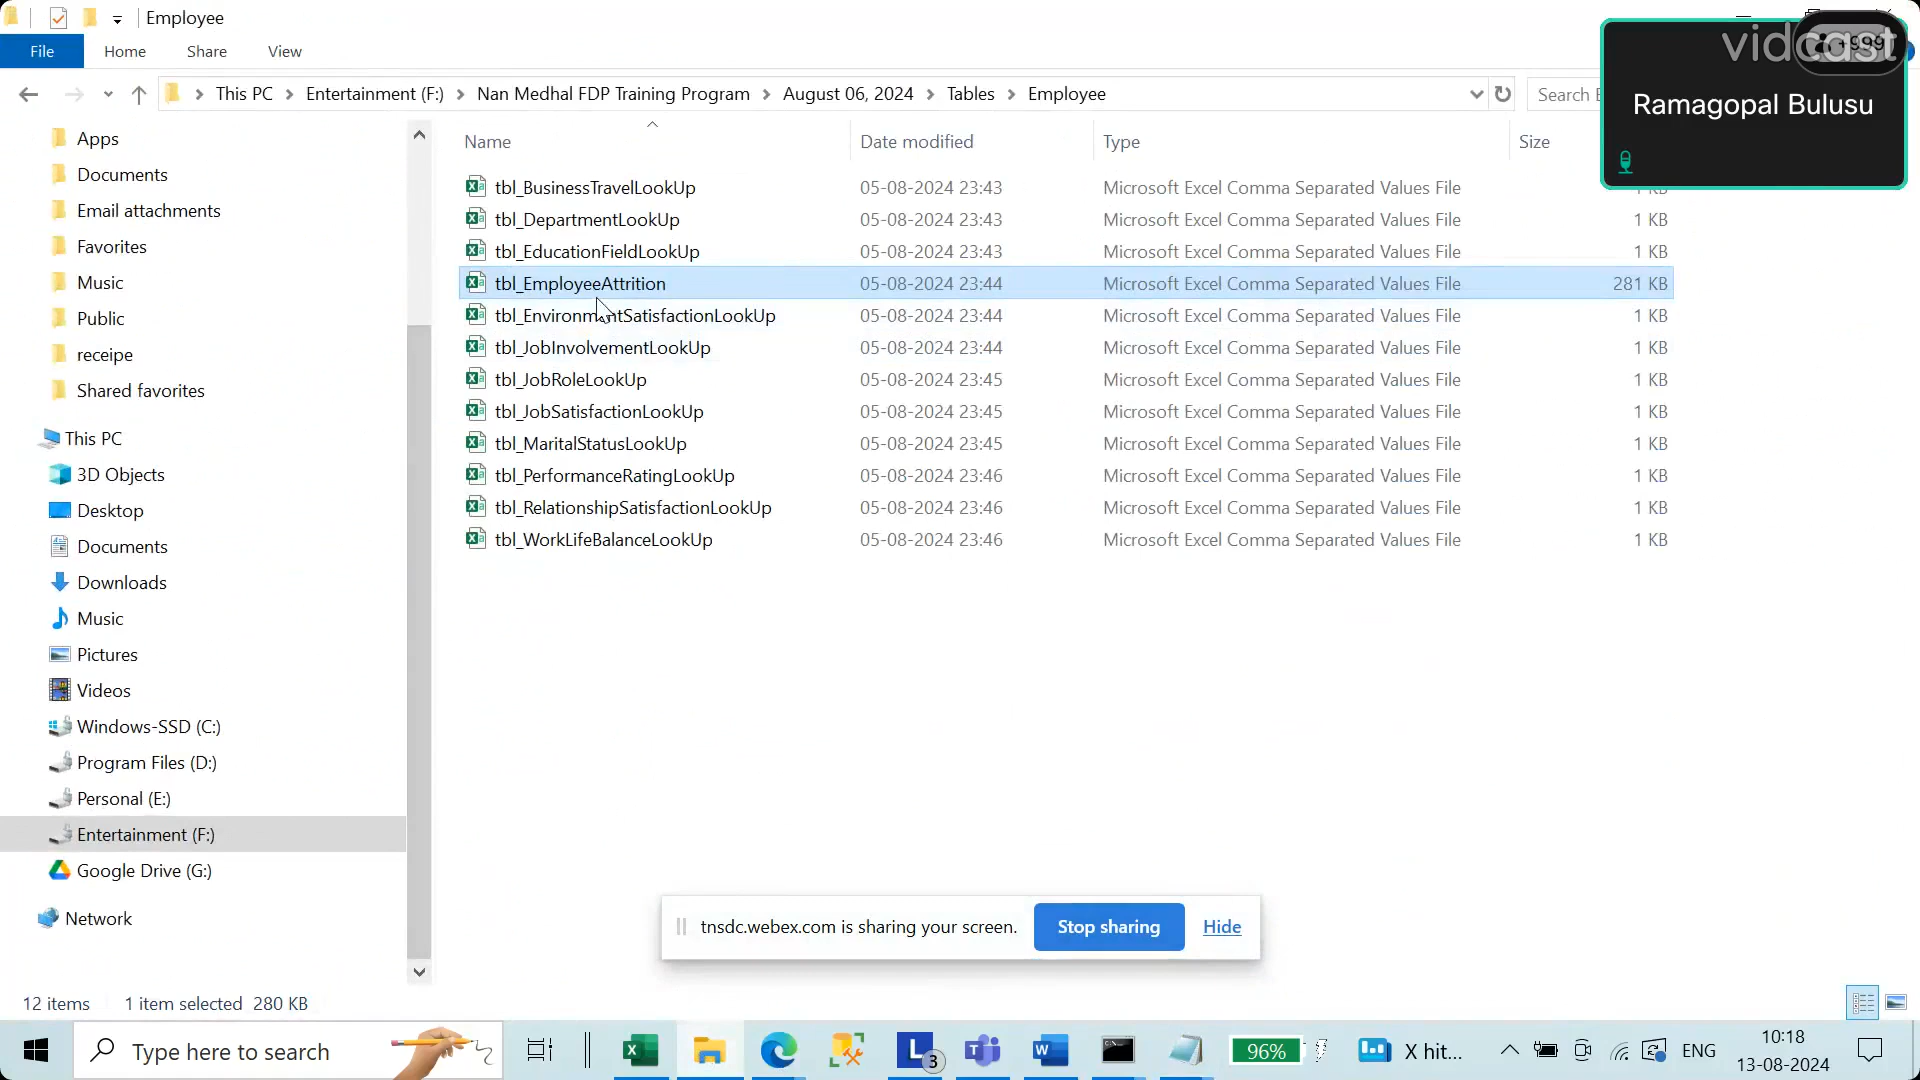 Employee
File Home Share View
This PC > Entertainment (F:) > Nan Medhal FDP Training Program > August 06, 2024 > Tables > Employee
Search
vidcast
+999
Ramagopal Bulusu
Name Date modified Type Size
tbl_BusinessTravelLookUp 05-08-2024 23:43 Microsoft Excel Comma Separated Values File 1 KB
tbl_DepartmentLookUp 05-08-2024 23:43 Microsoft Excel Comma Separated Values File 1 KB
tbl_EducationFieldLookUp 05-08-2024 23:43 Microsoft Excel Comma Separated Values File 1 KB
tbl_EmployeeAttrition 05-08-2024 23:44 Microsoft Excel Comma Separated Values File 281 KB
tbl_EnvironmentSatisfactionLookUp 05-08-2024 23:44 Microsoft Excel Comma Separated Values File 1 KB
tbl_JobInvolvementLookUp 05-08-2024 23:44 Microsoft Excel Comma Separated Values File 1 KB
tbl_JobRoleLookUp 05-08-2024 23:45 Microsoft Excel Comma Separated Values File 1 KB
tbl_JobSatisfactionLookUp 05-08-2024 23:45 Microsoft Excel Comma Separated Values File 1 KB
tbl_MaritalStatusLookUp 05-08-2024 23:45 Microsoft Excel Comma Separated Values File 1 KB
tbl_PerformanceRatingLookUp 05-08-2024 23:46 Microsoft Excel Comma Separated Values File 1 KB
tbl_RelationshipSatisfactionLookUp 05-08-2024 23:46 Microsoft Excel Comma Separated Values File 1 KB
tbl_WorkLifeBalanceLookUp 05-08-2024 23:46 Microsoft Excel Comma Separated Values File 1 KB
Apps
Documents
Email attachments
Favorites
Music
Public
receipe
Shared favorites
This PC
3D Objects
Desktop
Documents
Downloads
Music
Pictures
Videos
Windows-SSD (C:)
Program Files (D:)
Personal (E:)
Entertainment (F:)
Google Drive (G:)
Network
tnsdc.webex.com is sharing your screen. Stop sharing Hide
12 items 1 item selected 280 KB
Type here to search
3
96%
X hit...
ENG
10:18
13-08-2024